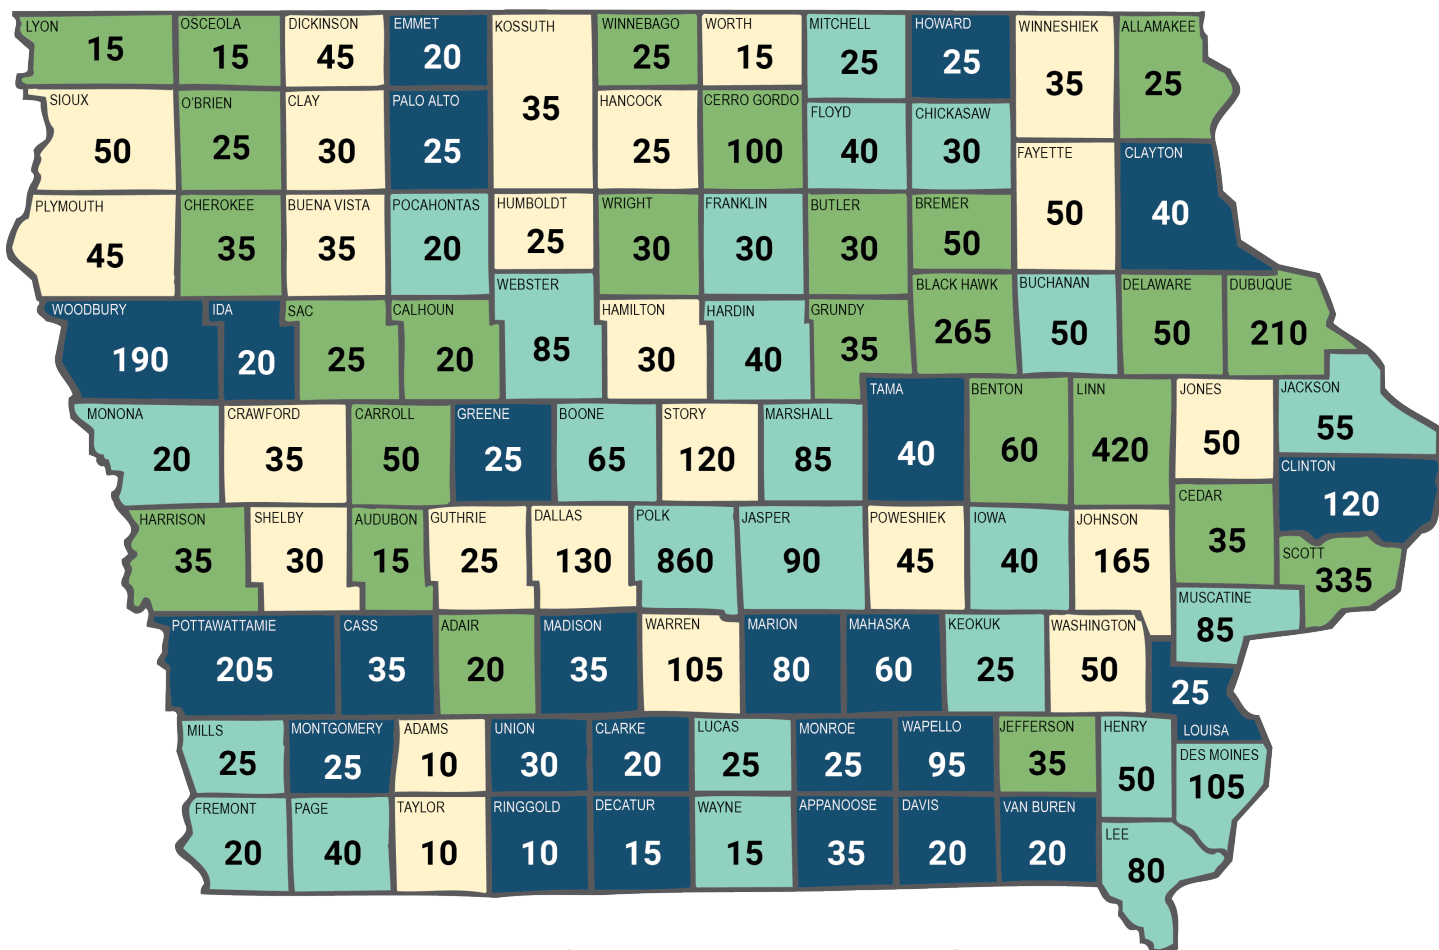 LYON
15
OSCEOLA
15
DICKINSON
45
EMMET
20
KOSSUTH
35
WINNEBAGO
25
WORTH
15
MITCHELL
25
HOWARD
25
WINNESHIEK
35
ALLAMAKEE
25
SIOUX
50
O'BRIEN
25
CLAY
30
PALO ALTO
25
HANCOCK
25
CERRO GORDO
100
FLOYD
40
CHICKASAW
30
FAYETTE
50
CLAYTON
40
PLYMOUTH
45
CHEROKEE
35
BUENA VISTA
35
POCAHONTAS
20
HUMBOLDT
25
WRIGHT
30
FRANKLIN
30
BUTLER
30
BREMER
50
WEBSTER
85
BLACK HAWK
265
BUCHANAN
50
DELAWARE
50
DUBUQUE
210
WOODBURY
190
IDA
20
SAC
25
CALHOUN
20
HAMILTON
30
HARDIN
40
GRUNDY
35
TAMA
40
BENTON
60
LINN
420
JONES
50
JACKSON
55
MONONA
20
CRAWFORD
35
CARROLL
50
GREENE
25
BOONE
65
STORY
120
MARSHALL
85
CLINTON
120
CEDAR
35
HARRISON
35
SHELBY
30
AUDUBON
15
GUTHRIE
25
DALLAS
130
POLK
860
JASPER
90
POWESHIEK
45
IOWA
40
JOHNSON
165
SCOTT
335
MUSCATINE
85
POTTAWATTAMIE
205
CASS
35
ADAIR
20
MADISON
35
WARREN
105
MARION
80
MAHASKA
60
KEOKUK
25
WASHINGTON
50
25
LOUISA
MILLS
25
MONTGOMERY
25
ADAMS
10
UNION
30
CLARKE
20
LUCAS
25
MONROE
25
WAPELLO
95
JEFFERSON
35
HENRY
50
DES MOINES
105
FREMONT
20
PAGE
40
TAYLOR
10
RINGGOLD
10
DECATUR
15
WAYNE
15
APPANOOSE
35
DAVIS
20
VAN BUREN
20
LEE
80